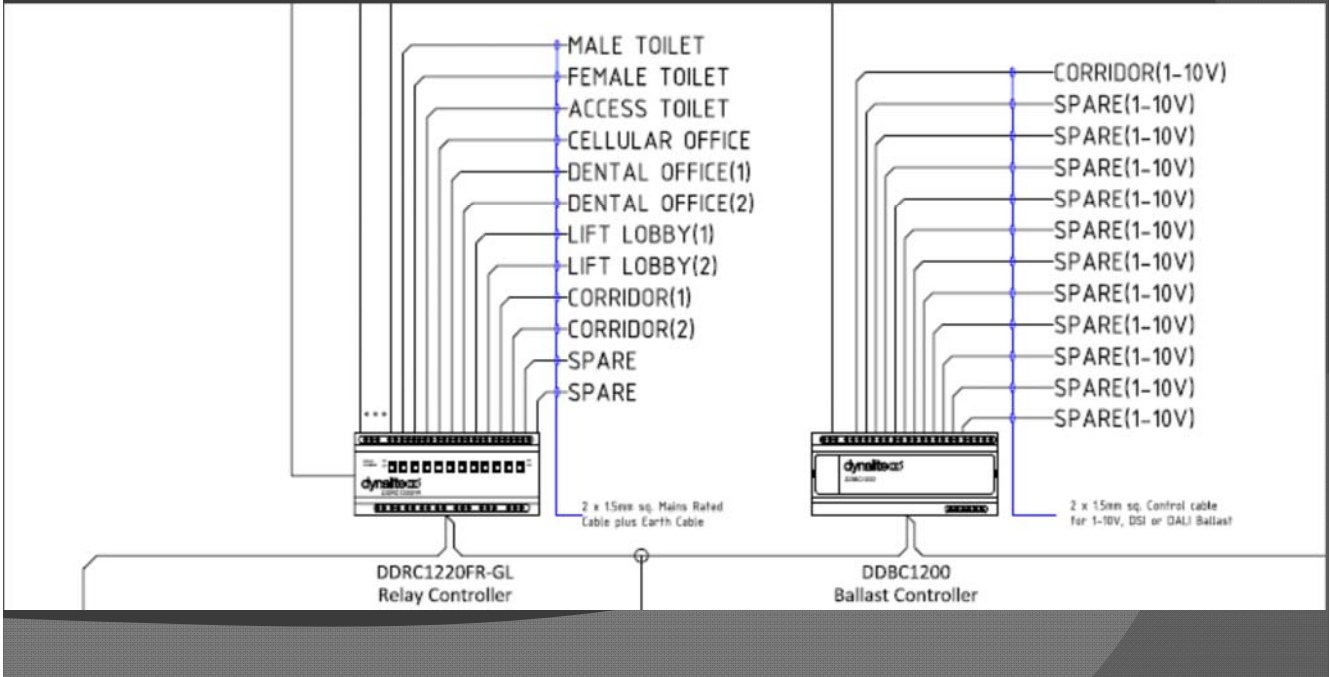 MALE TOILET
FEMALE TOILET
ACCESS TOILET
CELLULAR OFFICE
DENTAL OFFICE(1)
DENTAL OFFICE(2)
LIFT LOBBY(1)
LIFT LOBBY(2)
CORRIDOR(1)
CORRIDOR(2)
SPARE
SPARE
dynalite
2 x 1.5mm sq. Mains Rated
Cable plus Earth Cable
DDRC1220FR-GL
Relay Controller
CORRIDOR(1-10V)
SPARE(1-10V)
SPARE(1-10V)
SPARE(1-10V)
SPARE(1-10V)
SPARE(1-10V)
SPARE(1-10V)
SPARE(1-10V)
SPARE(1-10V)
SPARE(1-10V)
SPARE(1-10V)
SPARE(1-10V)
dynalite
DDBC1200
2 x 1.5mm sq. Control cable
for 1-10V, DSI or DALI Ballast
DDBC1200
Ballast Controller